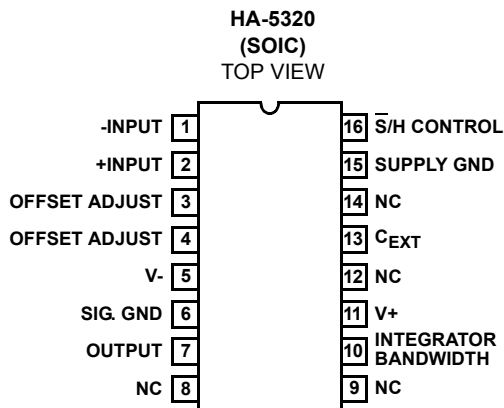 HA-5320
(SOIC)
TOP VIEW
-INPUT 1
+INPUT 2
OFFSET ADJUST 3
OFFSET ADJUST 4
V- 5
SIG. GND 6
OUTPUT 7
NC 8
16 S̅/H CONTROL
15 SUPPLY GND
14 NC
13 CEXT
12 NC
11 V+
10 INTEGRATOR
BANDWIDTH
9 NC